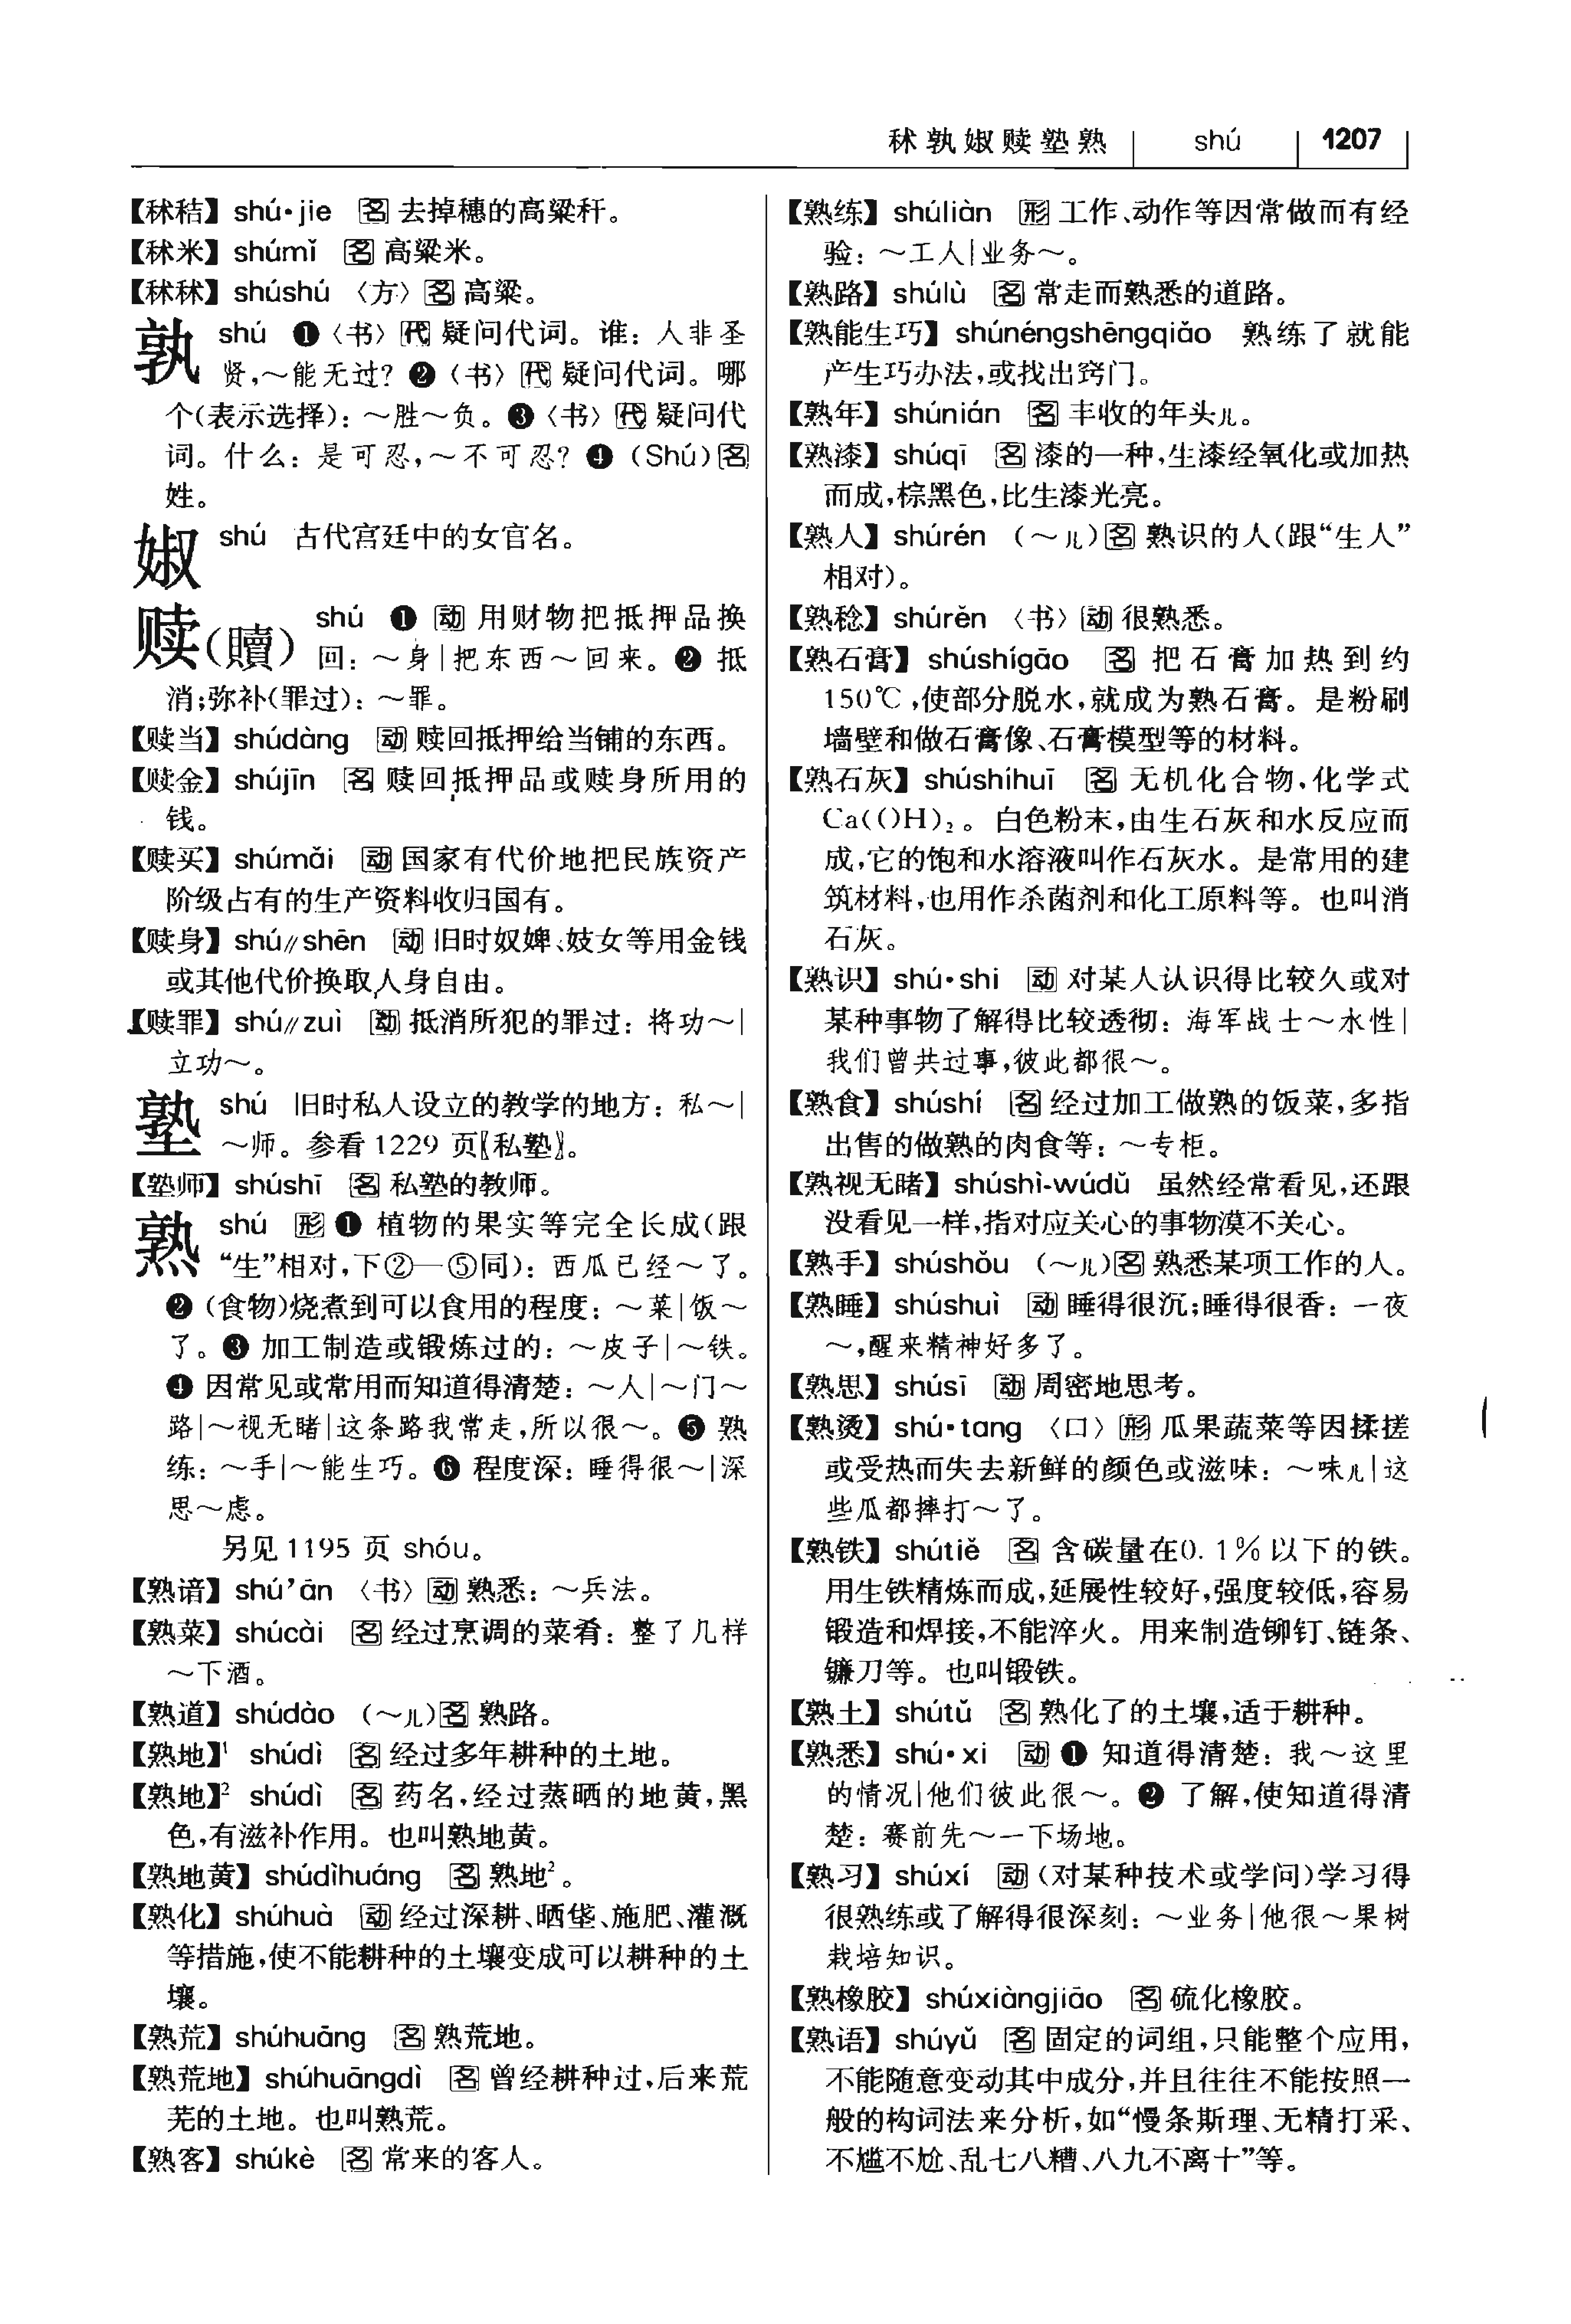 秫孰婌赎塾熟 shú 1207
【秫秸】shú·jie 名 去掉穗的高粱秆。
【秫米】shúmǐ 名 高粱米。
【秫秫】shúshú 〈方〉名 高粱。
孰 shú ❶〈书〉代 疑问代词。谁：人非圣
贤，～能无过？❷〈书〉代 疑问代词。哪
个（表示选择）：～胜～负。❸〈书〉代 疑问代
词。什么：是可忍，～不可忍？❹（Shú）名
姓。
婌 shú 古代宫廷中的女官名。
赎（贖） shú ❶ 动 用财物把抵押品换
回：～身|把东西～回来。❷ 抵
消；弥补（罪过）：～罪。
【赎当】shúdàng 动 赎回抵押给当铺的东西。
【赎金】shújīn 名 赎回抵押品或赎身所用的
钱。
【赎买】shúmǎi 动 国家有代价地把民族资产
阶级占有的生产资料收归国有。
【赎身】shú∥shēn 动 旧时奴婢、妓女等用金钱
或其他代价换取人身自由。
【赎罪】shú∥zuì 动 抵消所犯的罪过：将功～|
立功～。
塾 shú 旧时私人设立的教学的地方：私～|
～师。参看1229 页〖私塾〗。
【塾师】shúshī 名 私塾的教师。
熟 shú 形 ❶ 植物的果实等完全长成（跟
“生”相对，下②—⑤同）：西瓜已经～了。
❷（食物）烧煮到可以食用的程度：～菜|饭～
了。❸ 加工制造或锻炼过的：～皮子|～铁。
❹ 因常见或常用而知道得清楚：～人|～门～
路|～视无睹|这条路我常走，所以很～。❺ 熟
练：～手|～能生巧。❻ 程度深：睡得很～|深
思～虑。
另见1195 页 shóu。
【熟谙】shú’ān 〈书〉动 熟悉：～兵法。
【熟菜】shúcài 名 经过烹调的菜肴：整了几样
～下酒。
【熟道】shúdào （～儿）名 熟路。
【熟地】¹ shúdì 名 经过多年耕种的土地。
【熟地】² shúdì 名 药名，经过蒸晒的地黄，黑
色，有滋补作用。也叫熟地黄。
【熟地黄】shúdìhuáng 名 熟地²。
【熟化】shúhuà 动 经过深耕、晒垡、施肥、灌溉
等措施，使不能耕种的土壤变成可以耕种的土
壤。
【熟荒】shúhuāng 名 熟荒地。
【熟荒地】shúhuāngdì 名 曾经耕种过，后来荒
芜的土地。也叫熟荒。
【熟客】shúkè 名 常来的客人。
【熟练】shúliàn 形 工作、动作等因常做而有经
验：～工人|业务～。
【熟路】shúlù 名 常走而熟悉的道路。
【熟能生巧】shúnéngshēngqiǎo 熟练了就能
产生巧办法，或找出窍门。
【熟年】shúnián 名 丰收的年头儿。
【熟漆】shúqī 名 漆的一种，生漆经氧化或加热
而成，棕黑色，比生漆光亮。
【熟人】shúrén （～儿）名 熟识的人（跟“生人”
相对）。
【熟稔】shúrěn 〈书〉动 很熟悉。
【熟石膏】shúshígāo 名 把石膏加热到约
150℃，使部分脱水，就成为熟石膏。是粉刷
墙壁和做石膏像、石膏模型等的材料。
【熟石灰】shúshíhuī 名 无机化合物，化学式
Ca(OH)₂。白色粉末，由生石灰和水反应而
成，它的饱和水溶液叫作石灰水。是常用的建
筑材料，也用作杀菌剂和化工原料等。也叫消
石灰。
【熟识】shú·shi 动 对某人认识得比较久或对
某种事物了解得比较透彻：海军战士～水性|
我们曾共过事，彼此都很～。
【熟食】shúshí 名 经过加工做熟的饭菜，多指
出售的做熟的肉食等：～专柜。
【熟视无睹】shúshì-wúdǔ 虽然经常看见，还跟
没看见一样，指对应关心的事物漠不关心。
【熟手】shúshǒu （～儿）名 熟悉某项工作的人。
【熟睡】shúshuì 动 睡得很沉；睡得很香：一夜
～，醒来精神好多了。
【熟思】shúsī 动 周密地思考。
【熟烫】shú·tang 〈口〉形 瓜果蔬菜等因揉搓
或受热而失去新鲜的颜色或滋味：～味儿|这
些瓜都摔打～了。
【熟铁】shútiě 名 含碳量在0.1%以下的铁。
用生铁精炼而成，延展性较好，强度较低，容易
锻造和焊接，不能淬火。用来制造铆钉、链条、
镰刀等。也叫锻铁。
【熟土】shútǔ 名 熟化了的土壤，适于耕种。
【熟悉】shú·xi 动 ❶ 知道得清楚：我～这里
的情况|他们彼此很～。❷ 了解，使知道得清
楚：赛前先～一下场地。
【熟习】shúxí 动（对某种技术或学问）学习得
很熟练或了解得很深刻：～业务|他很～果树
栽培知识。
【熟橡胶】shúxiàngjiāo 名 硫化橡胶。
【熟语】shúyǔ 名 固定的词组，只能整个应用，
不能随意变动其中成分，并且往往不能按照一
般的构词法来分析，如“慢条斯理、无精打采、
不尴不尬、乱七八糟、八九不离十”等。